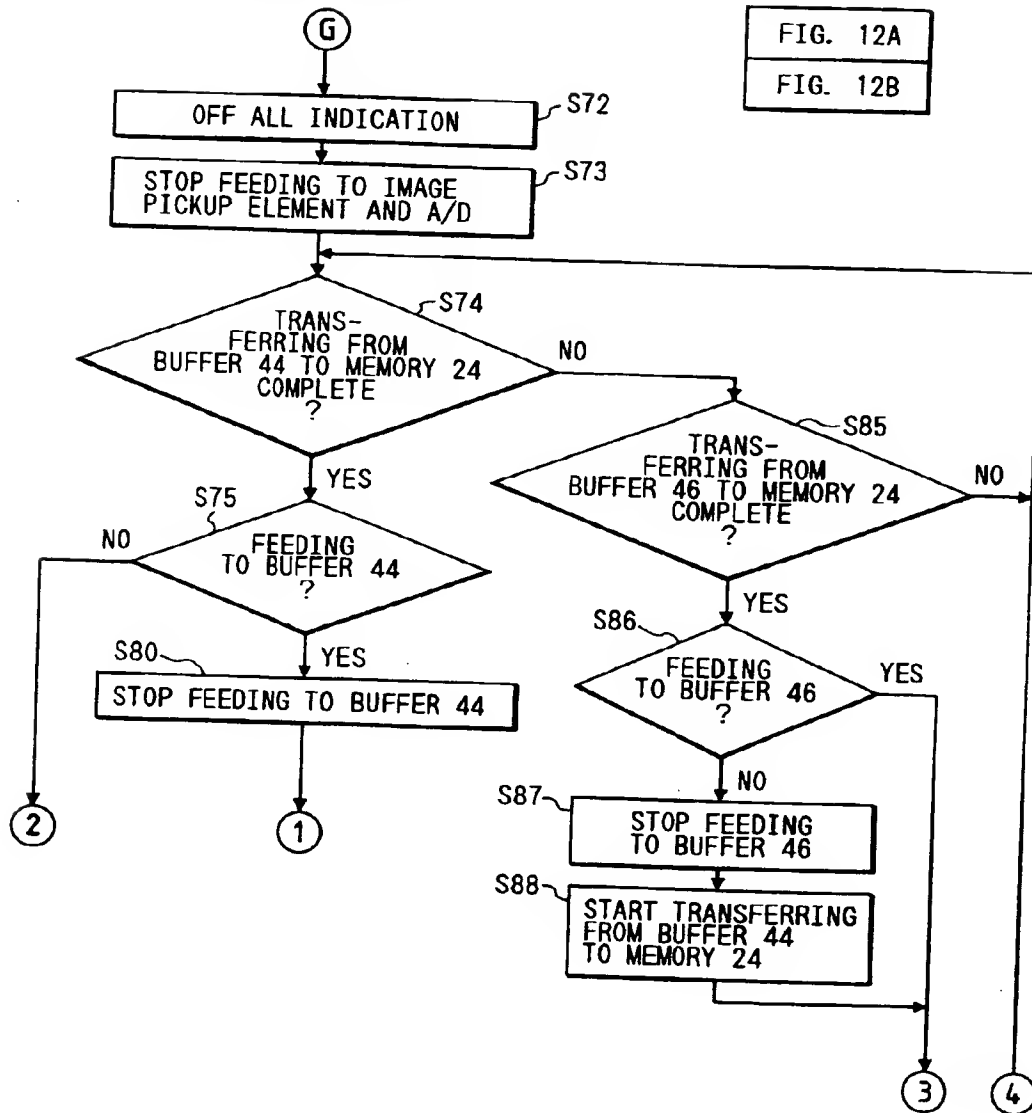 G
FIG. 12A
FIG. 12B
OFF ALL INDICATION
S72
STOP FEEDING TO IMAGE
PICKUP ELEMENT AND A/D
S73
S74
TRANS-
FERRING FROM
BUFFER 44 TO MEMORY 24
COMPLETE
?
NO
YES
S85
TRANS-
FERRING FROM
BUFFER 46 TO MEMORY 24
COMPLETE
?
NO
YES
S75
NO
FEEDING
TO BUFFER 44
?
YES
S86
FEEDING
TO BUFFER 46
?
YES
NO
S80
STOP FEEDING TO BUFFER 44
S87
STOP FEEDING
TO BUFFER 46
S88
START TRANSFERRING
FROM BUFFER 44
TO MEMORY 24
2
1
3
4